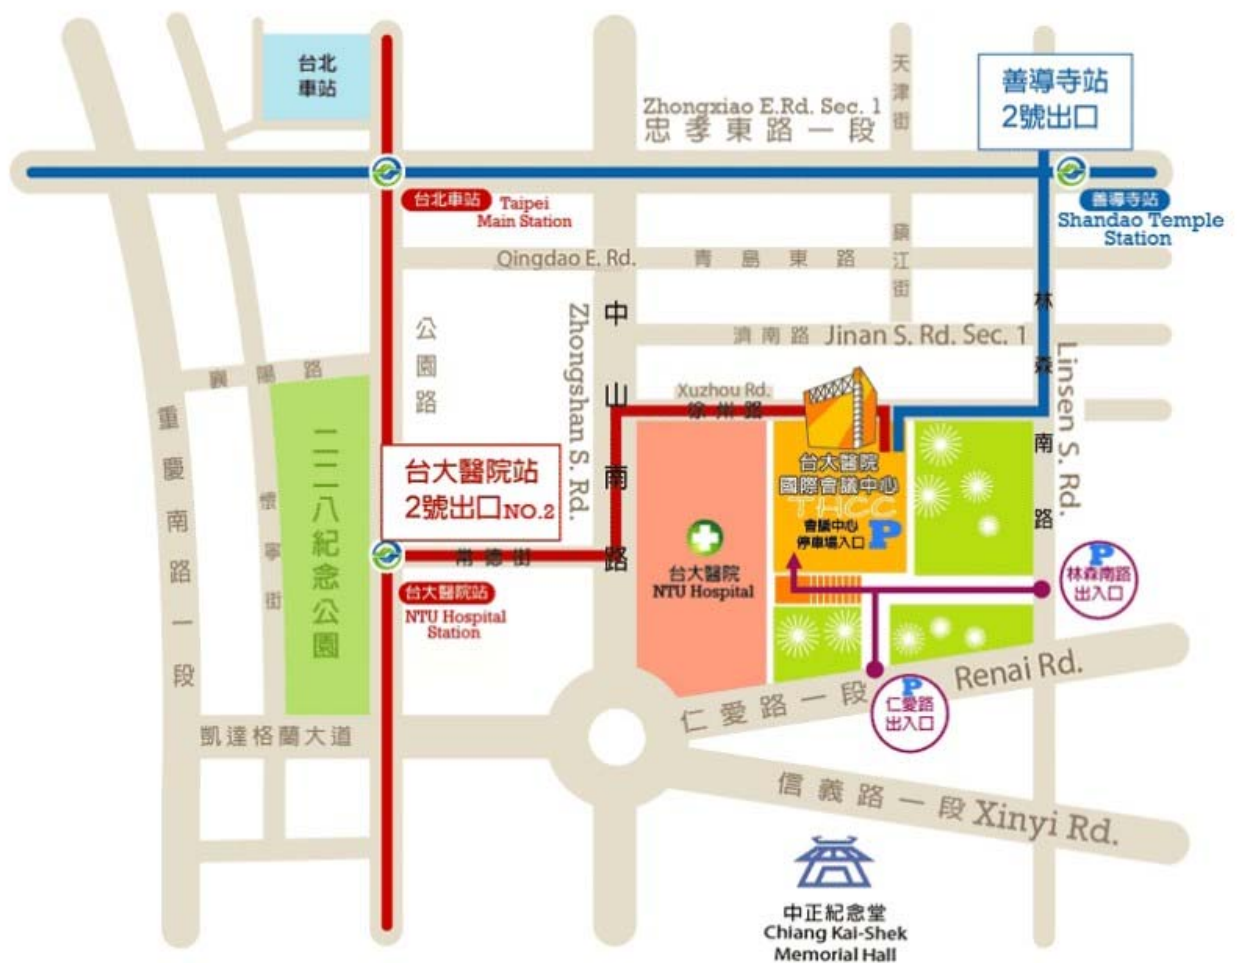 台北
車站
天津街
善導寺站
2號出口
Zhongxiao E.Rd. Sec. 1
忠孝東路一段
台北車站
Taipei
Main Station
善導寺站
Shandao Temple
Station
Qingdao E. Rd.
青島東路
鎮江街
公園路
Zhongshan S. Rd.
中山南路
濟南路 Jinan S. Rd. Sec. 1
林森南路
Linsen S. Rd.
襄陽路
Xuzhou Rd.
徐州路
重慶南路一段
二二八紀念公園
懷寧街
台大醫院站
2號出口NO.2
常德街
台大醫院站
NTU Hospital
Station
台大醫院
國際會議中心
THCC
會議中心
停車場入口 P
台大醫院
NTU Hospital
P
林森南路
出入口
P
仁愛路
出入口
仁愛路一段 Renai Rd.
凱達格蘭大道
信義路一段 Xinyi Rd.
中正紀念堂
Chiang Kai-Shek
Memorial Hall